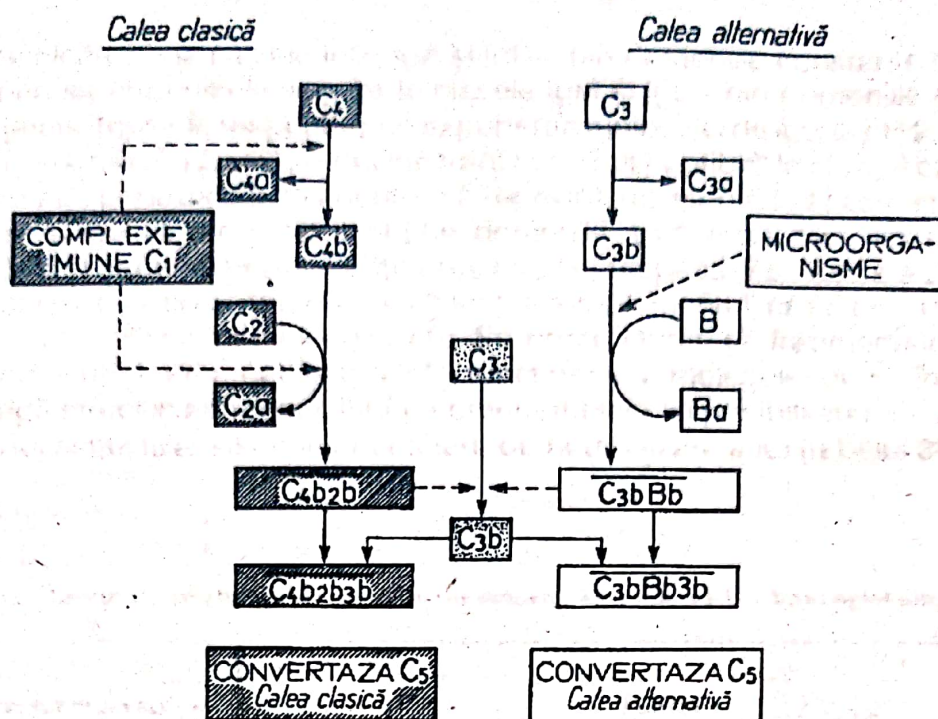 Calea clasică
Calea alternativă
C4
C3
C4a
C3a
COMPLEXE
IMUNE C1
C4b
C3b
MICROORGA-
NISME
C2
C3
B
C2a
Ba
C4b2b
C3bBb
C3b
C4b2b3b
C3bBb3b
CONVERTAZA C5
Calea clasică
CONVERTAZA C5
Calea alternativă